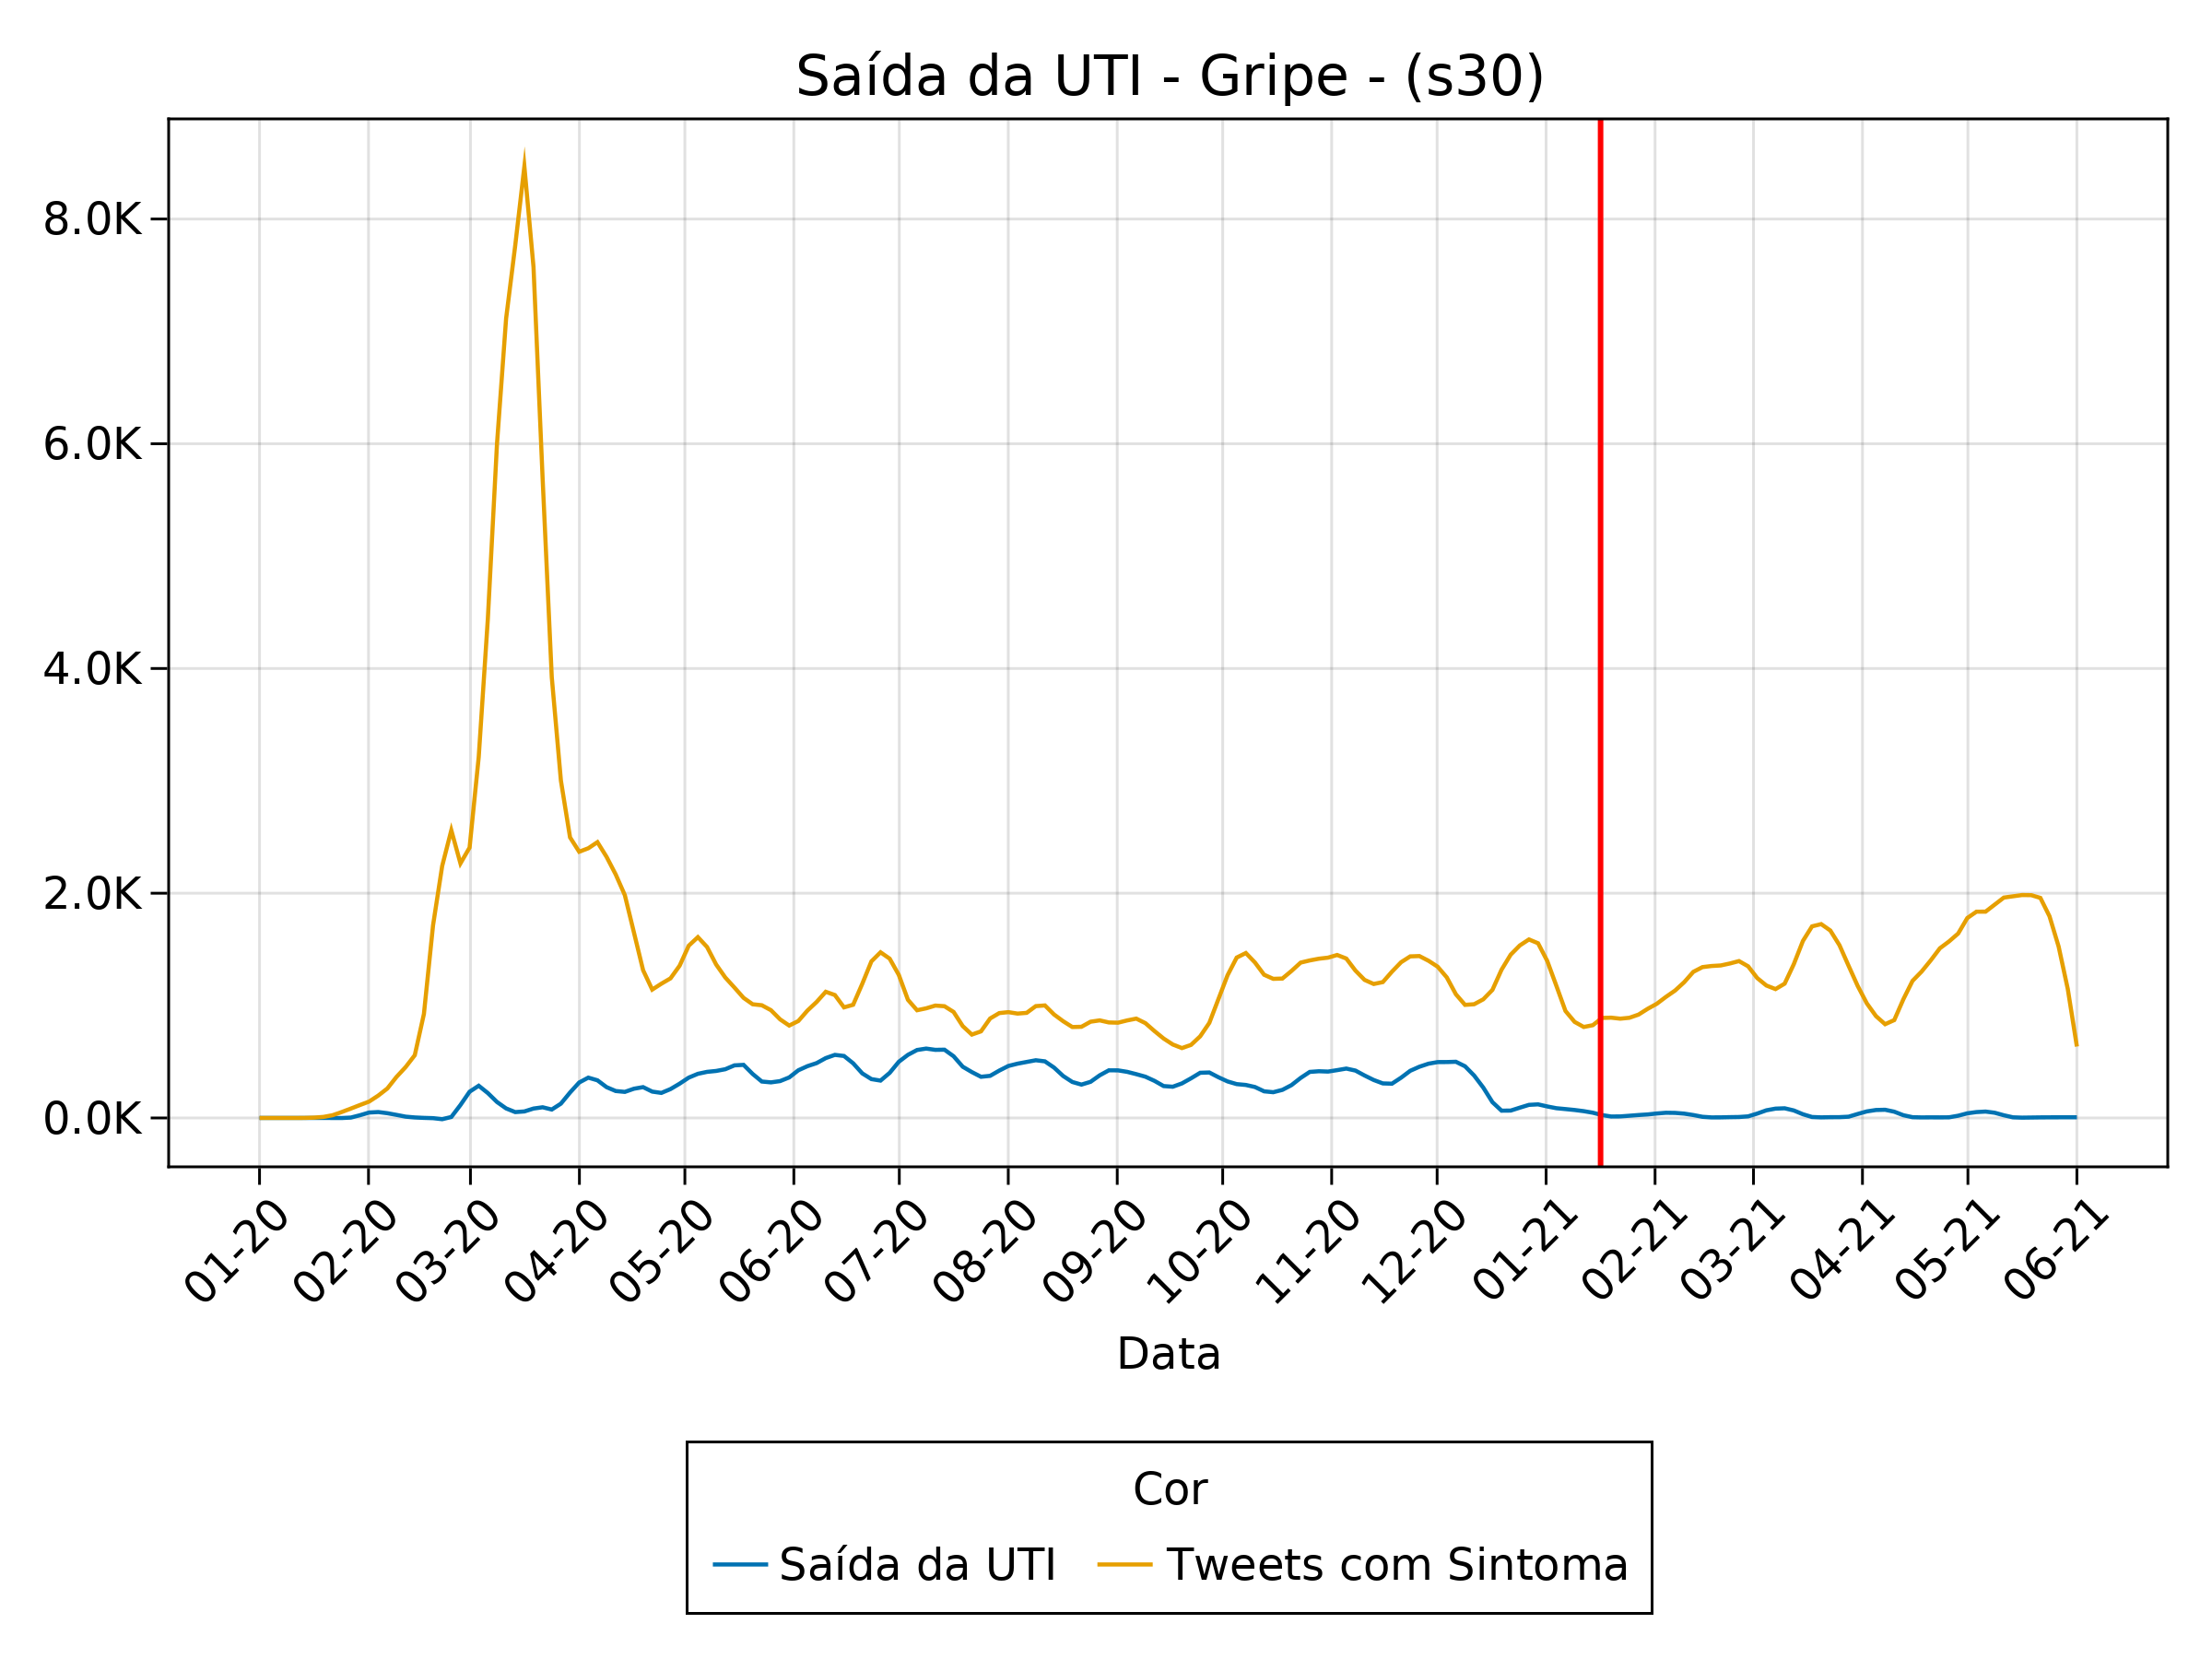 Saída da UTI - Gripe - (s30)
8.0K
6.0K
4.0K
2.0K
0.0K
01-20
02-20
03-20
04-20
05-20
06-20
07-20
08-20
09-20
10-20
11-20
12-20
01-21
02-21
03-21
04-21
05-21
06-21
Data
Cor
Saída da UTI
Tweets com Sintoma